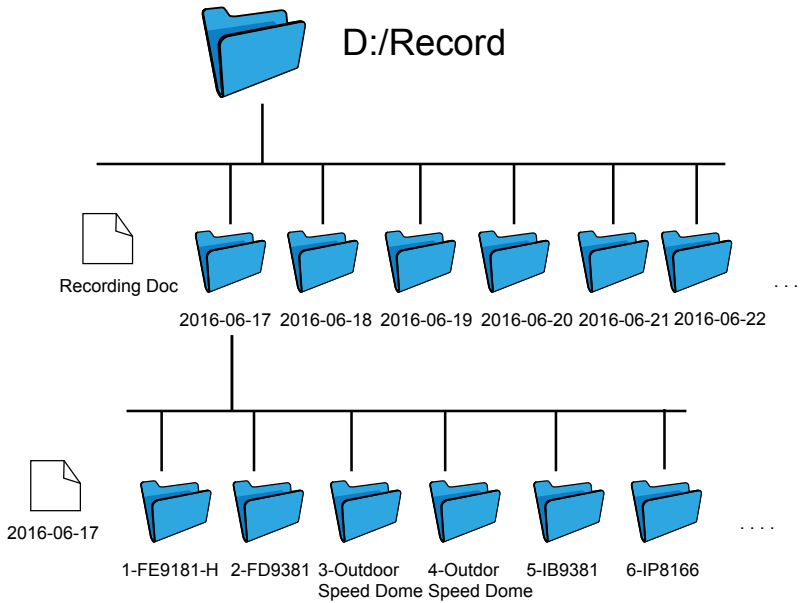 D:/Record
Recording Doc
. . .
2016-06-17 2016-06-18 2016-06-19 2016-06-20 2016-06-21 2016-06-22
2016-06-17
. . . .
1-FE9181-H 2-FD9381 3-Outdoor 4-Outdor 5-IB9381 6-IP8166
Speed Dome Speed Dome